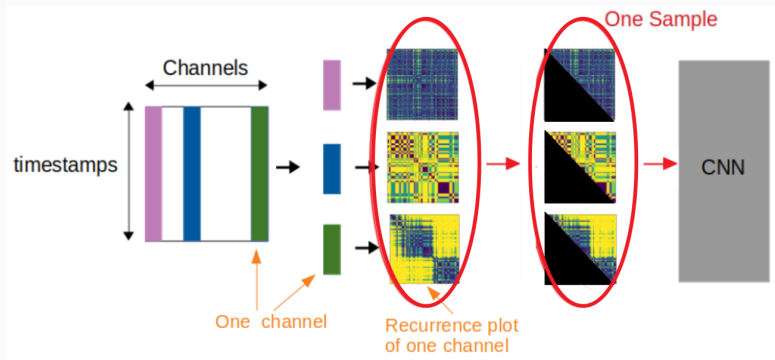 One Sample
Channels
timestamps
CNN
One channel
Recurrence plot
of one channel